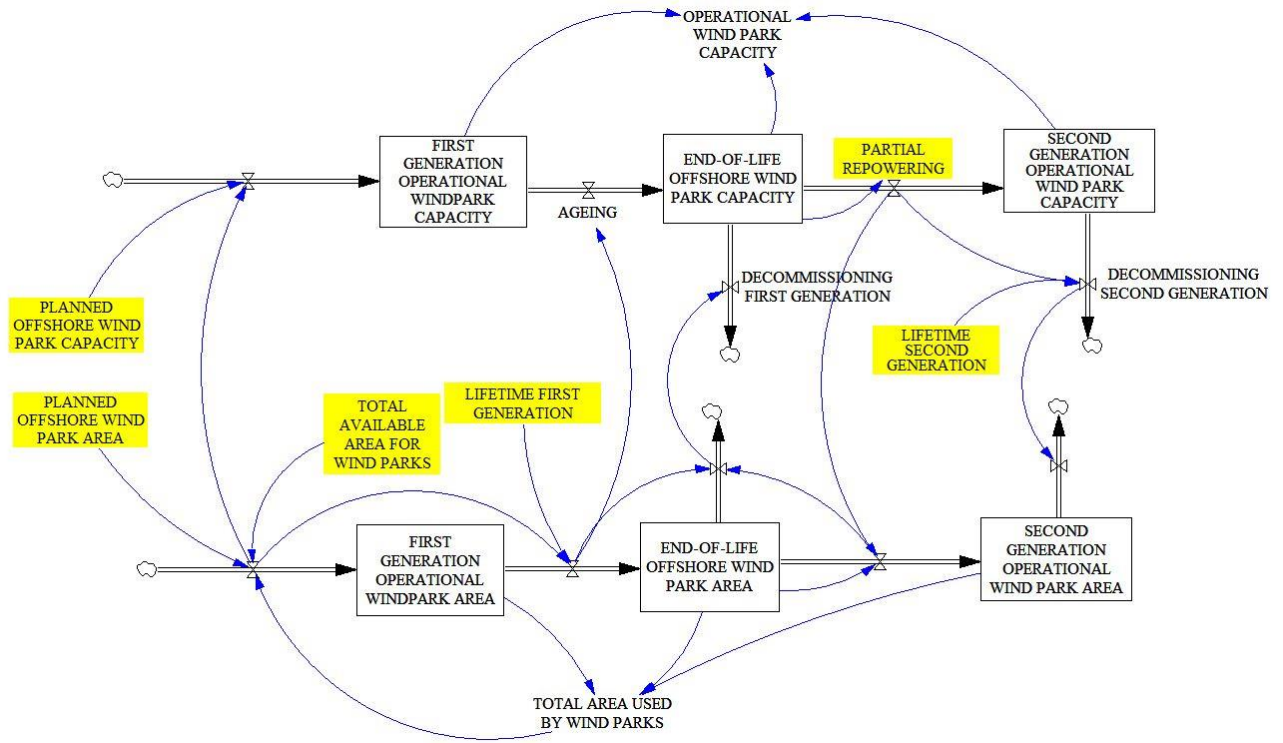 OPERATIONAL
WIND PARK
CAPACITY
FIRST
GENERATION
OPERATIONAL
WINDPARK
CAPACITY
AGEING
END-OF-LIFE
OFFSHORE WIND
PARK CAPACITY
PARTIAL
REPOWERING
SECOND
GENERATION
OPERATIONAL
WIND PARK
CAPACITY
DECOMMISSIONING
FIRST GENERATION
DECOMMISSIONING
SECOND GENERATION
PLANNED
OFFSHORE WIND
PARK CAPACITY
LIFETIME
SECOND
GENERATION
PLANNED
OFFSHORE WIND
PARK AREA
TOTAL
AVAILABLE
AREA FOR
WIND PARKS
LIFETIME FIRST
GENERATION
FIRST
GENERATION
OPERATIONAL
WINDPARK AREA
END-OF-LIFE
OFFSHORE WIND
PARK AREA
SECOND
GENERATION
OPERATIONAL
WIND PARK AREA
TOTAL AREA USED
BY WIND PARKS